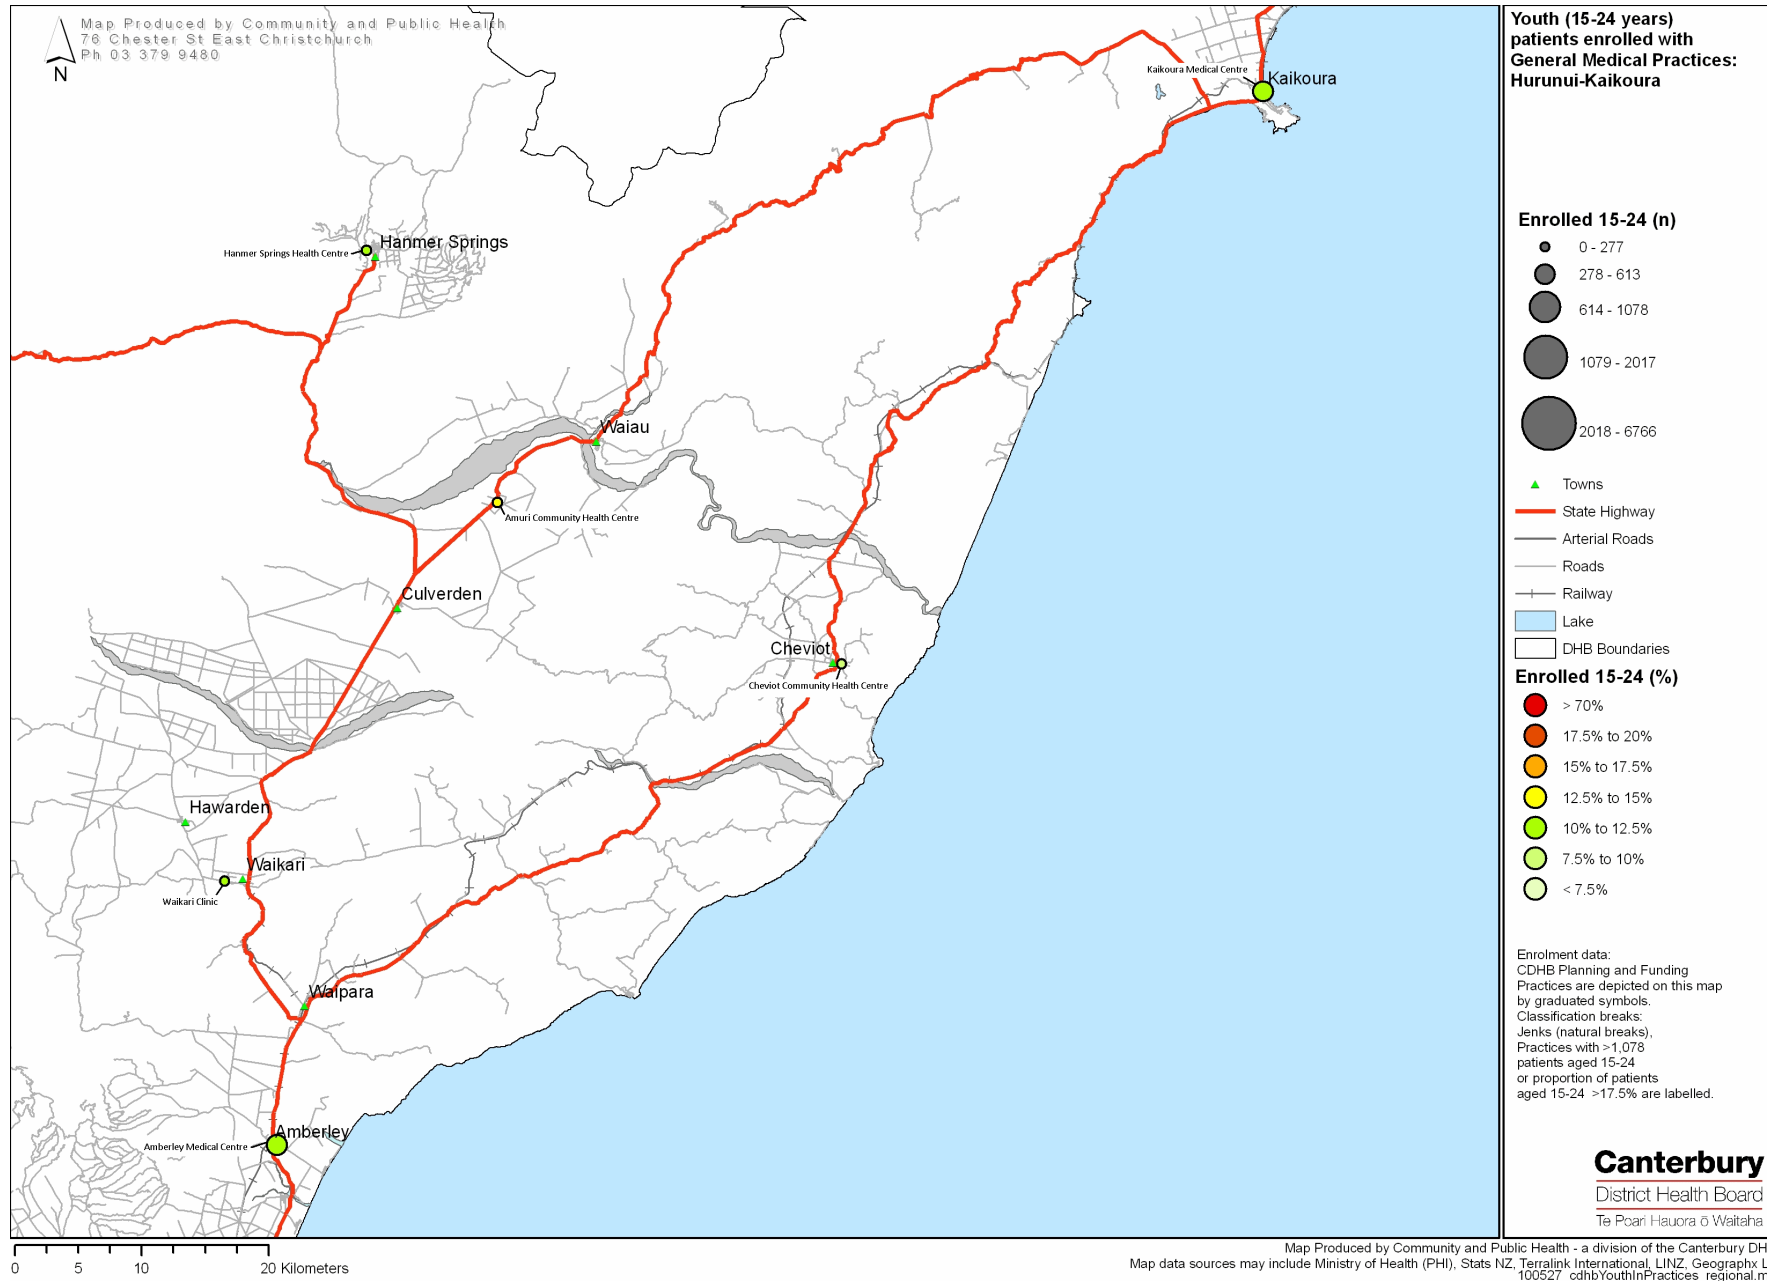 Map Produced by Community and Public Health
76 Chester St East Christchurch
Ph 03 379 9480
N
Kaikoura Medical Centre
Kaikoura
Hanmer Springs
Hanmer Springs Health Centre
Waiau
Amuri Community Health Centre
Culverden
Cheviot
Cheviot Community Health Centre
Hawarden
Waikari
Waikari Clinic
Waipara
Amberley
Amberley Medical Centre
0 5 10 20 Kilometers
Youth (15-24 years)
patients enrolled with
General Medical Practices:
Hurunui-Kaikoura
Enrolled 15-24 (n)
0 - 277
278 - 613
614 - 1078
1079 - 2017
2018 - 6766
Towns
State Highway
Arterial Roads
Roads
Railway
Lake
DHB Boundaries
Enrolled 15-24 (%)
> 70%
17.5% to 20%
15% to 17.5%
12.5% to 15%
10% to 12.5%
7.5% to 10%
< 7.5%
Enrolment data:
CDHB Planning and Funding
Practices are depicted on this map
by graduated symbols.
Classification breaks:
Jenks (natural breaks),
Practices with >1,078
patients aged 15-24
or proportion of patients
aged 15-24 >17.5% are labelled.
Canterbury
District Health Board
Te Poari Hauora ō Waitaha
Map Produced by Community and Public Health - a division of the Canterbury DH
Map data sources may include Ministry of Health (PHI), Stats NZ, Terralink International, LINZ, Geographx L
100527_cdhbYouthInPractices_regional.m